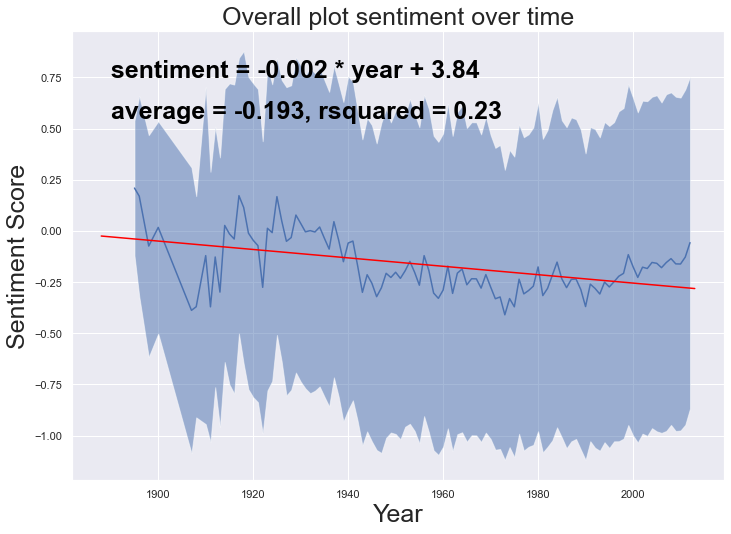 Overall plot sentiment over time
sentiment = -0.002 * year + 3.84
average = -0.193, rsquared = 0.23
Sentiment Score
0.75
0.50
0.25
0.00
−0.25
−0.50
−0.75
−1.00
1900 1920 1940 1960 1980 2000
Year